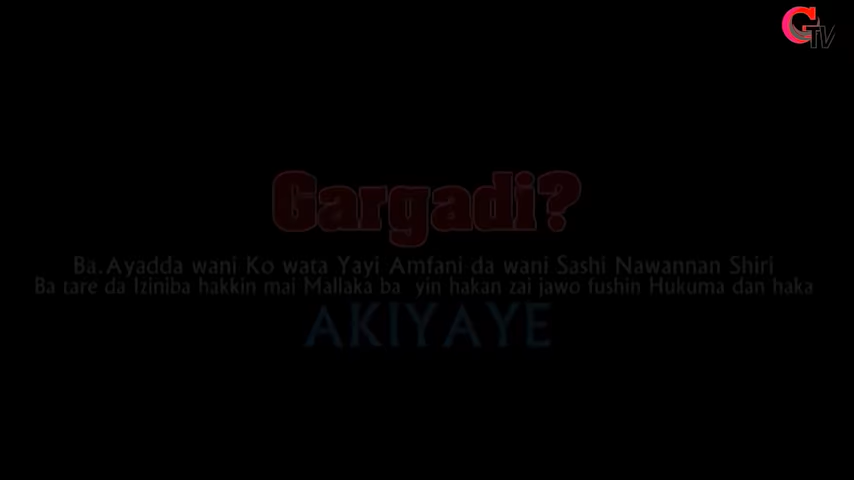 GTV
Gargadi?
Ba.Ayadda wani Ko wata Yayi Amfani da wani Sashi Nawannan Shiri
Ba tare da Iziniba hakkin mai Mallaka ba yin hakan zai jawo fushin Hukuma dan haka
AKIYAYE